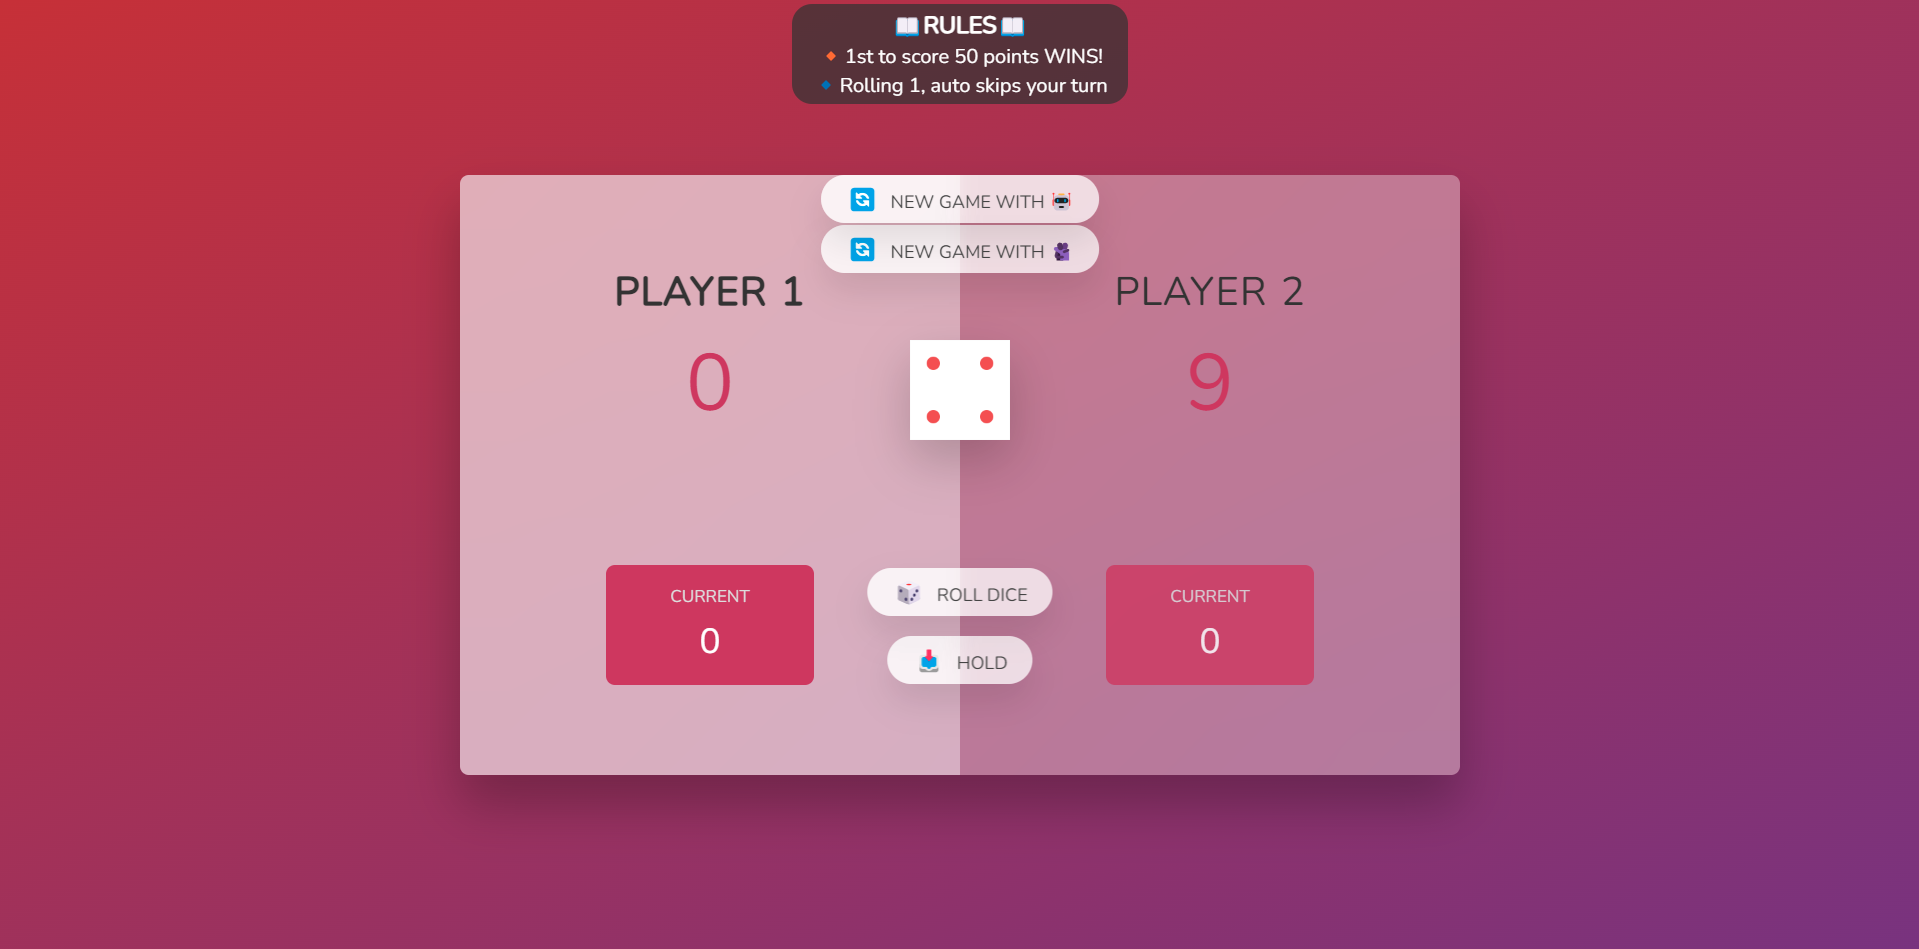 📖 RULES 📖
🔸 1st to score 50 points WINS!
🔹 Rolling 1, auto skips your turn
🔄 NEW GAME WITH 🤖
🔄 NEW GAME WITH 🍇
PLAYER 1
0
PLAYER 2
9
CURRENT
0
🎲 ROLL DICE
📥 HOLD
CURRENT
0